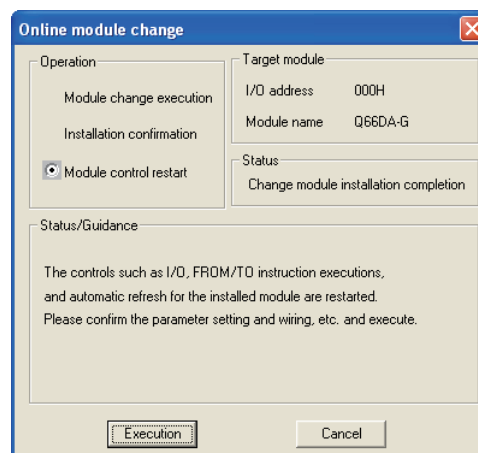 Online module change
Operation
Module change execution
Installation confirmation
Module control restart
Target module
I/O address 000H
Module name Q66DA-G
Status
Change module installation completion
Status/Guidance
The controls such as I/O, FROM/TO instruction executions,
and automatic refresh for the installed module are restarted.
Please confirm the parameter setting and wiring, etc. and execute.
Execution
Cancel